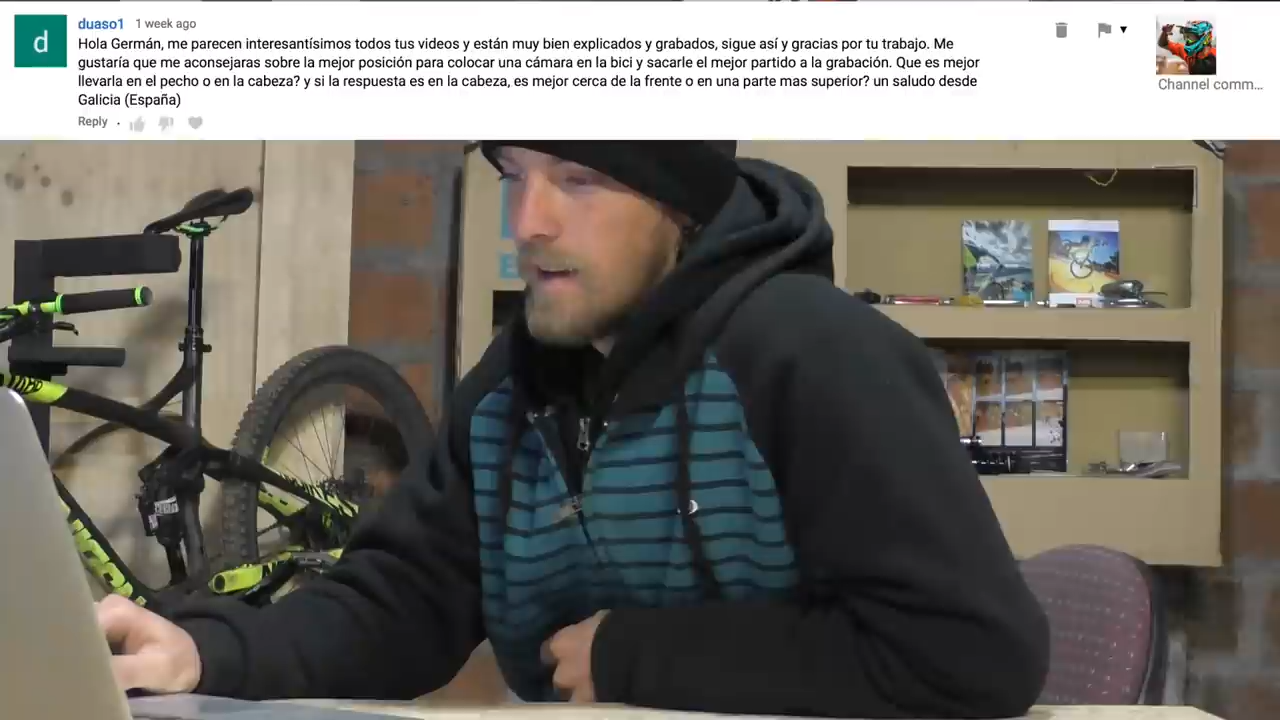 d
duaso1 1 week ago
Hola Germán, me parecen interesantísimos todos tus videos y están muy bien explicados y grabados, sigue así y gracias por tu trabajo. Me
gustaría que me aconsejaras sobre la mejor posición para colocar una cámara en la bici y sacarle el mejor partido a la grabación. Que es mejor
llevarla en el pecho o en la cabeza? y si la respuesta es en la cabeza, es mejor cerca de la frente o en una parte mas superior? un saludo desde
Galicia (España)
Reply
Channel comm...